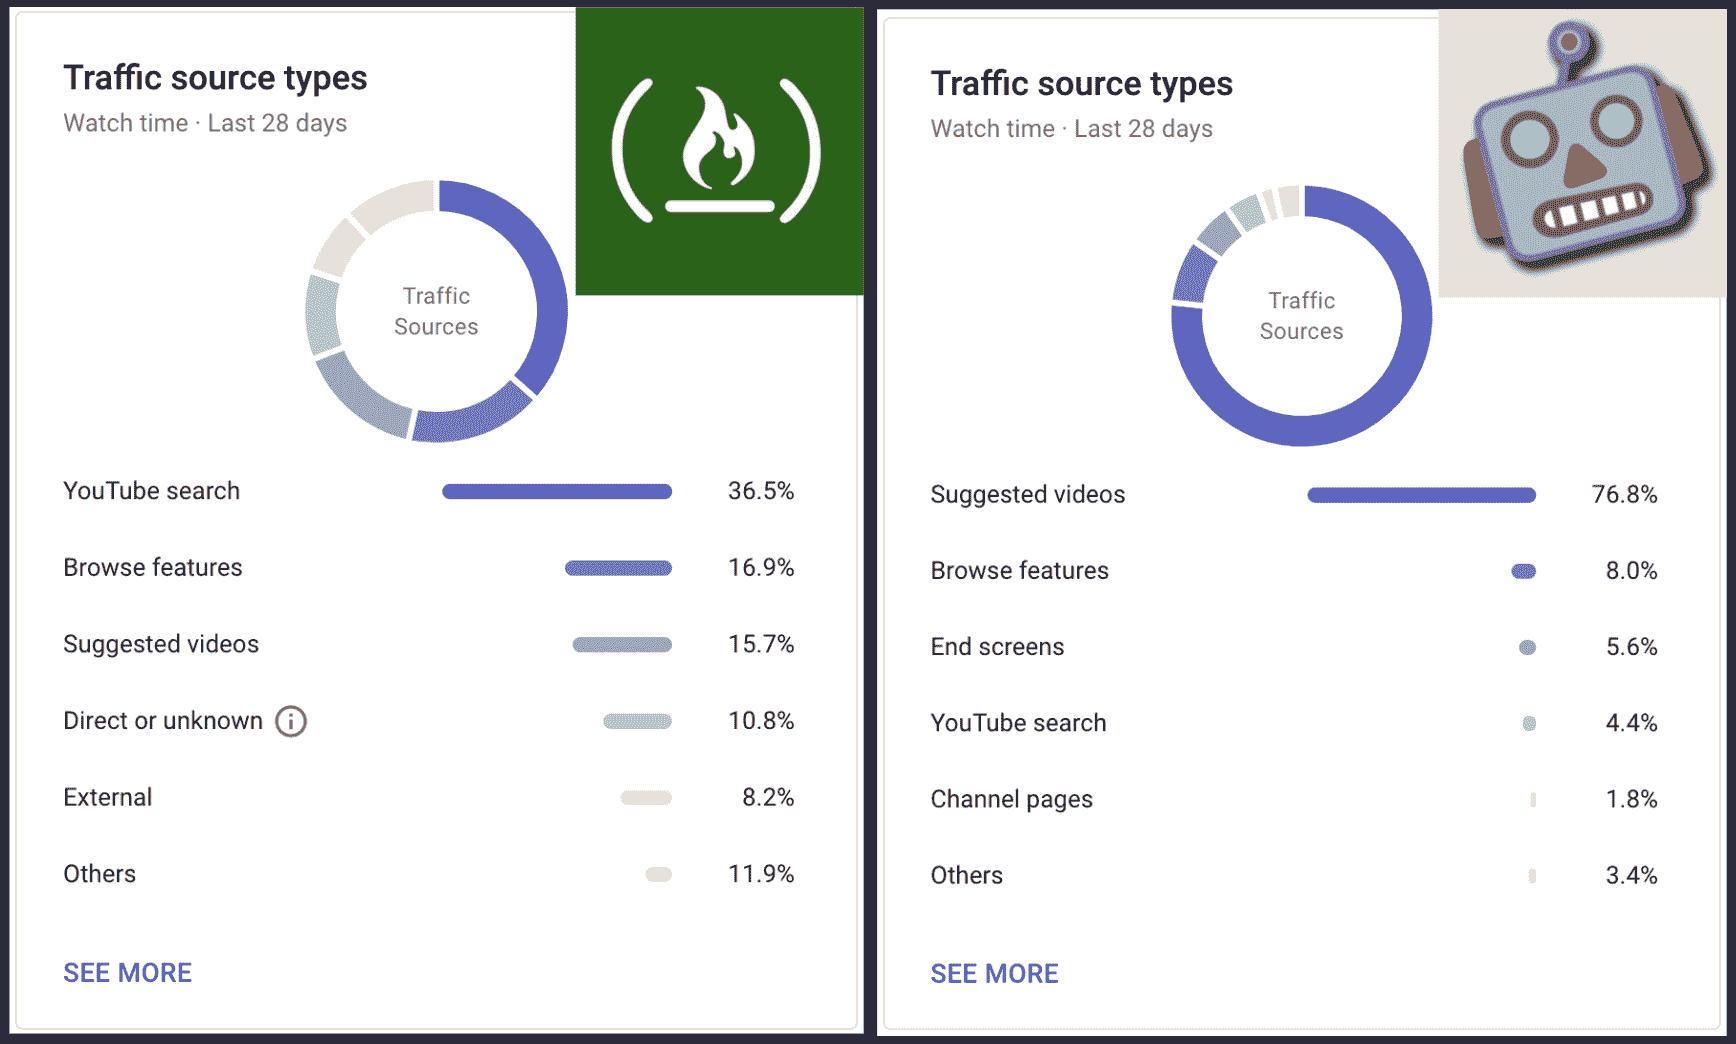 Traffic source types
Watch time · Last 28 days
Traffic
Sources
YouTube search 36.5%
Browse features 16.9%
Suggested videos 15.7%
Direct or unknown 10.8%
External 8.2%
Others 11.9%
SEE MORE
Traffic source types
Watch time · Last 28 days
Traffic
Sources
Suggested videos 76.8%
Browse features 8.0%
End screens 5.6%
YouTube search 4.4%
Channel pages 1.8%
Others 3.4%
SEE MORE